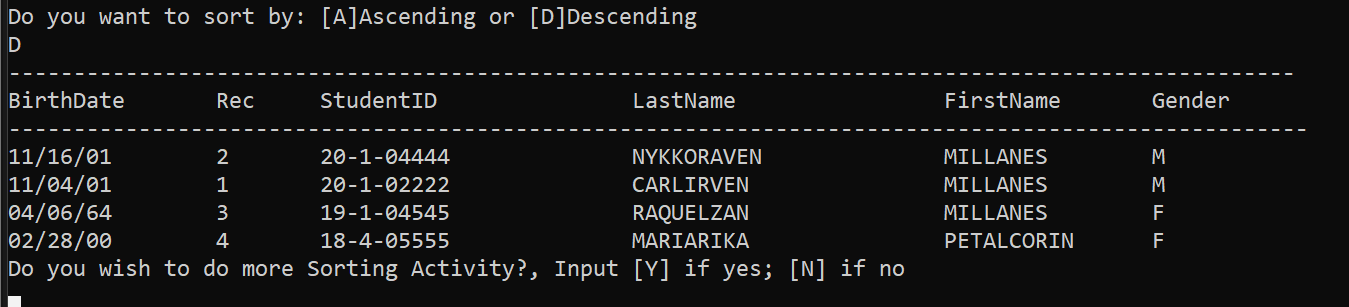 Do you want to sort by: [A]Ascending or [D]Descending
D
---------------------------------------------------------------------------------------------------
BirthDate Rec StudentID LastName FirstName Gender
----------------------------------------------------------------------------------------------------
11/16/01 2 20-1-04444 NYKKORAVEN MILLANES M
11/04/01 1 20-1-02222 CARLIRVEN MILLANES M
04/06/64 3 19-1-04545 RAQUELZAN MILLANES F
02/28/00 4 18-4-05555 MARIARIKA PETALCORIN F
Do you wish to do more Sorting Activity?, Input [Y] if yes; [N] if no